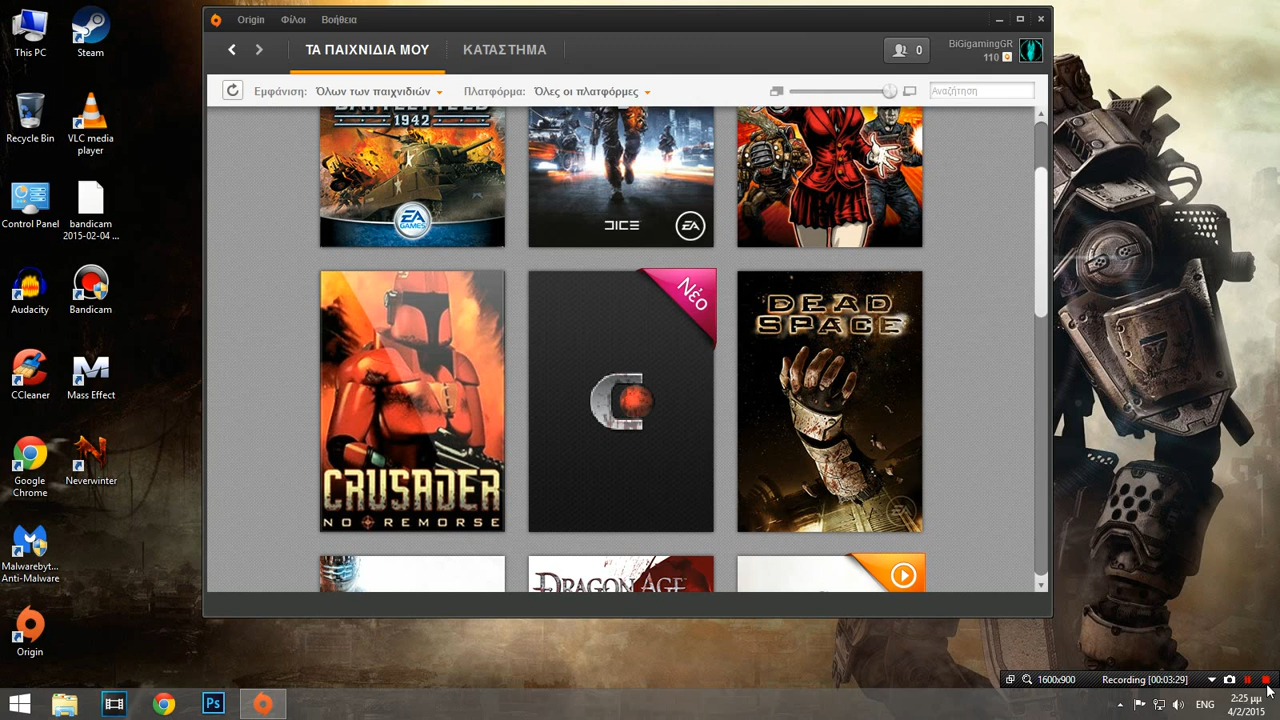 Origin Φίλοι Βοήθεια
ΤΑ ΠΑΙΧΝΙΔΙΑ ΜΟΥ ΚΑΤΑΣΤΗΜΑ
0
BiGigamingGR
110
Εμφάνιση: Όλων των παιχνιδιών Πλατφόρμα: Όλες οι πλατφόρμες
Αναζήτηση
1942
EA
GAMES
DICE
EA
CRUSADER
NO REMORSE
Νέο
DEAD
SPACE
EA
DRAGON AGE
This PC
Steam
Recycle Bin
VLC media
player
Control Panel
bandicam
2015-02-04 ...
Audacity
Bandicam
CCleaner
Mass Effect
Google
Chrome
Neverwinter
Malwarebyt...
Anti-Malware
Origin
1600x900 Recording [00:03:29]
Ps
ΕΛΛ
2:25 μμ
4/2/2015